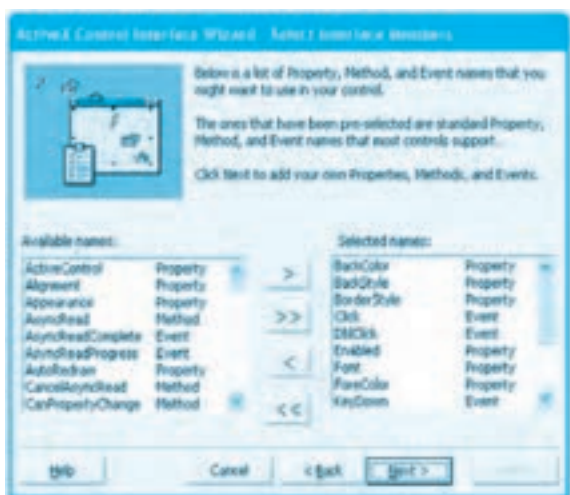 ActiveX Control Interface Wizard - Select Interface Members
Below is a list of Property, Method, and Event names that you
might want to use in your control.
The ones that have been pre-selected are standard Property,
Method, and Event names that most controls support.
Click Next to add your own Properties, Methods, and Events.
Available names:
ActiveControl Property
Alignment Property
Appearance Property
AsyncRead Method
AsyncReadComplete Event
AsyncReadProgress Event
AutoRedraw Property
CancelAsyncRead Method
CanPropertyChange Method
>
>>
<
<<
Selected names:
BackColor Property
BackStyle Property
BorderStyle Property
Click Event
DblClick Event
Enabled Property
Font Property
ForeColor Property
KeyDown Event
Help Cancel < Back Next >